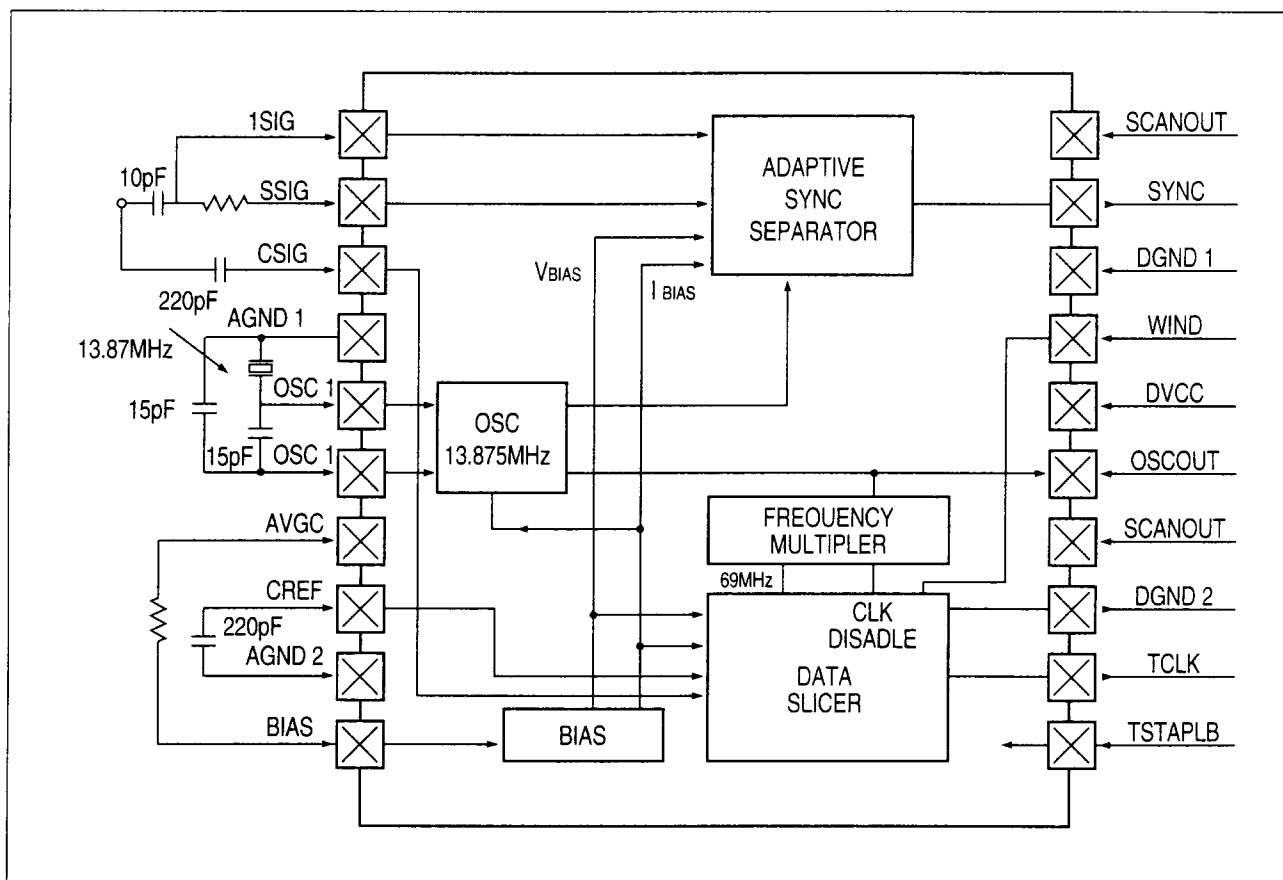 1SIG
10pF
SSIG
CSIG
220pF
AGND 1
13.87MHz
OSC 1
15pF
15pF
OSC 1
AVGC
CREF
220pF
AGND 2
BIAS
ADAPTIVE
SYNC
SEPARATOR
VBIAS
I BIAS
OSC
13.875MHz
FREOUENCY
MULTIPLER
69MHz
CLK
DISADLE
DATA
SLICER
BIAS
SCANOUT
SYNC
DGND 1
WIND
DVCC
OSCOUT
SCANOUT
DGND 2
TCLK
TSTAPLB